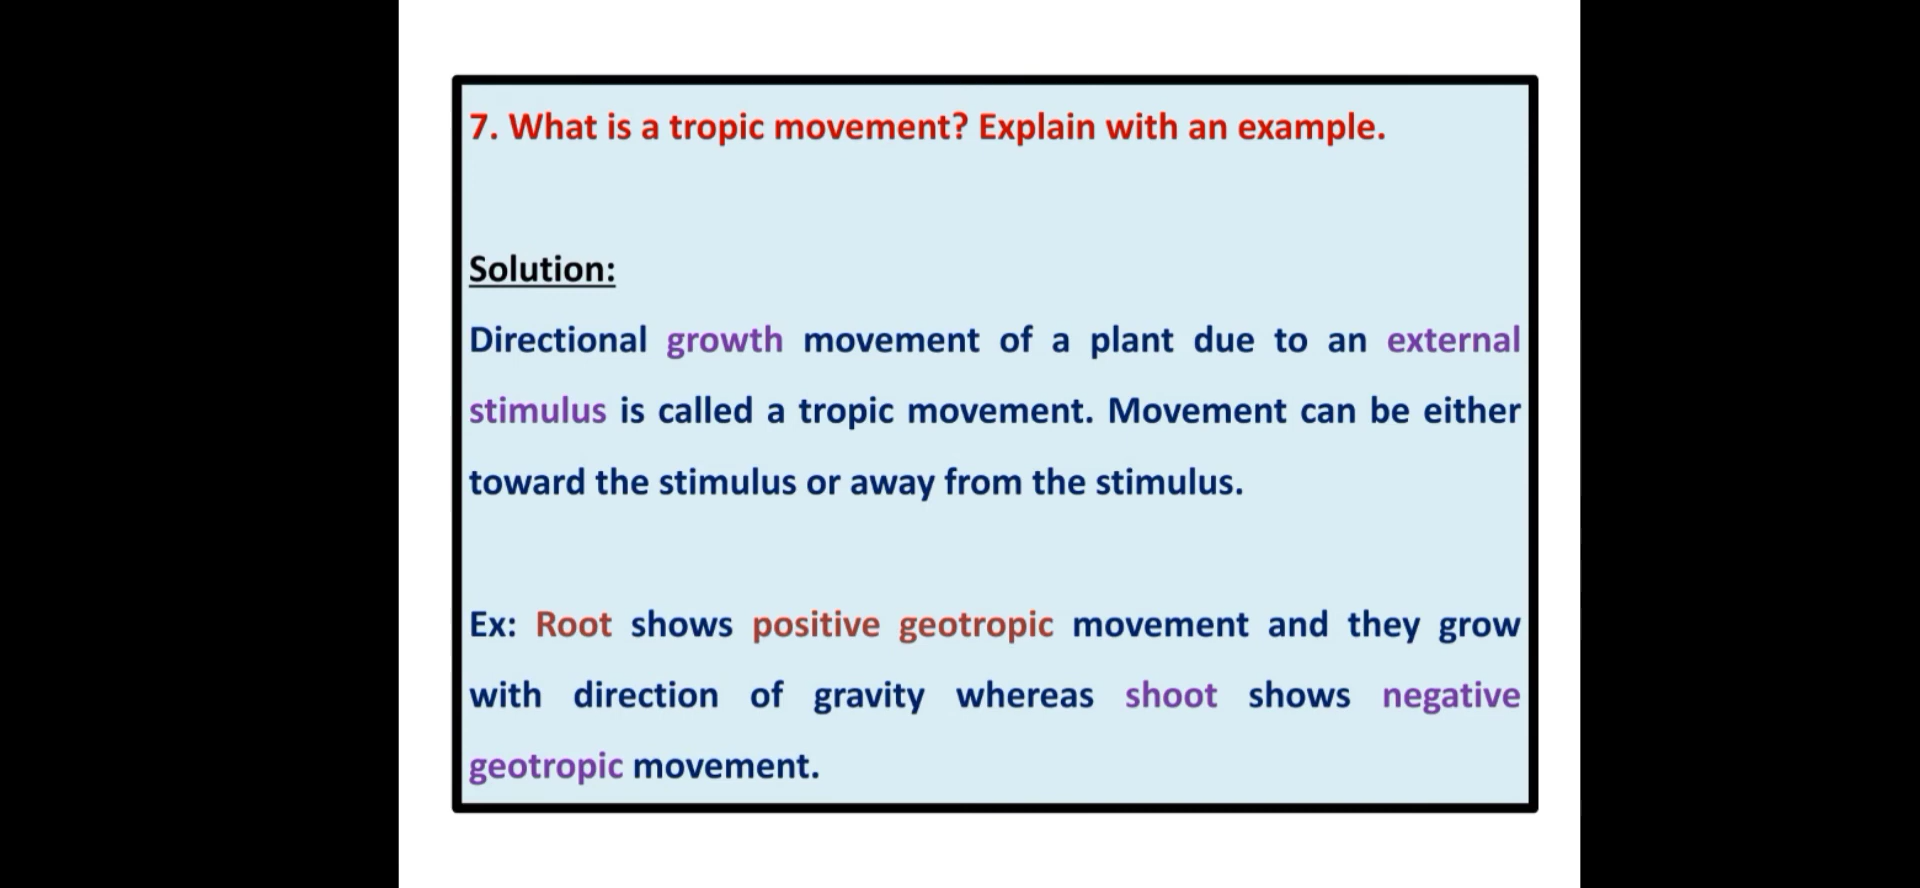 7. What is a tropic movement? Explain with an example.
Solution:
Directional growth movement of a plant due to an external
stimulus is called a tropic movement. Movement can be either
toward the stimulus or away from the stimulus.
Ex: Root shows positive geotropic movement and they grow
with direction of gravity whereas shoot shows negative
geotropic movement.